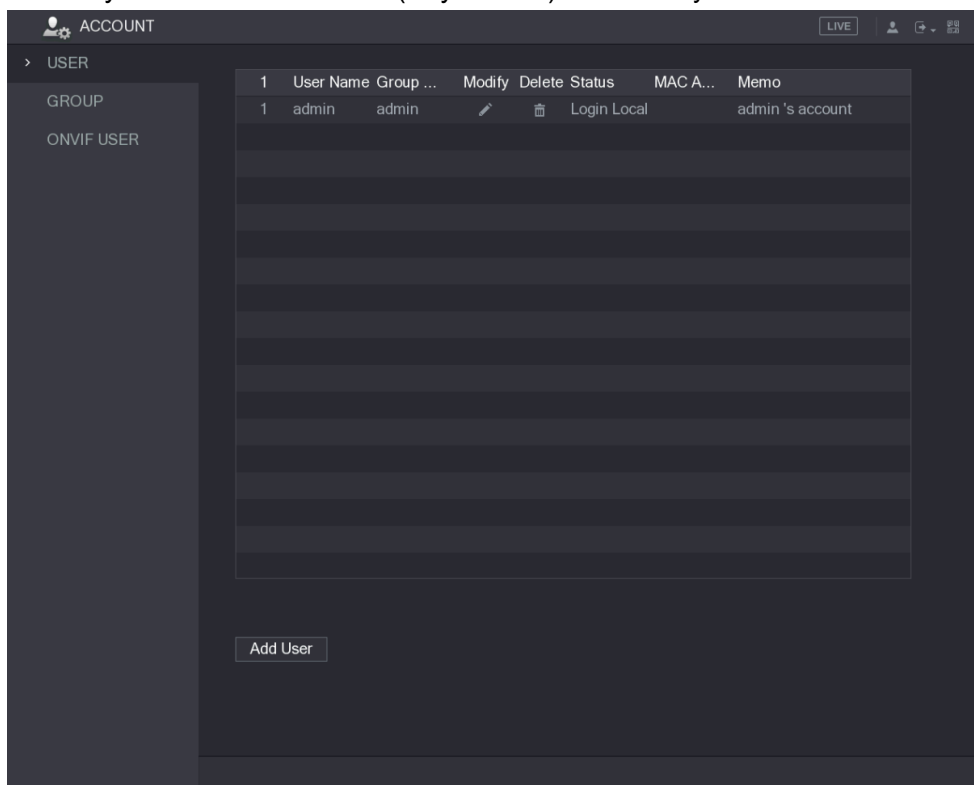 ACCOUNT LIVE
USER
GROUP
ONVIF USER
1 User Name Group ... Modify Delete Status MAC A... Memo
1 admin admin Login Local admin 's account
Add User